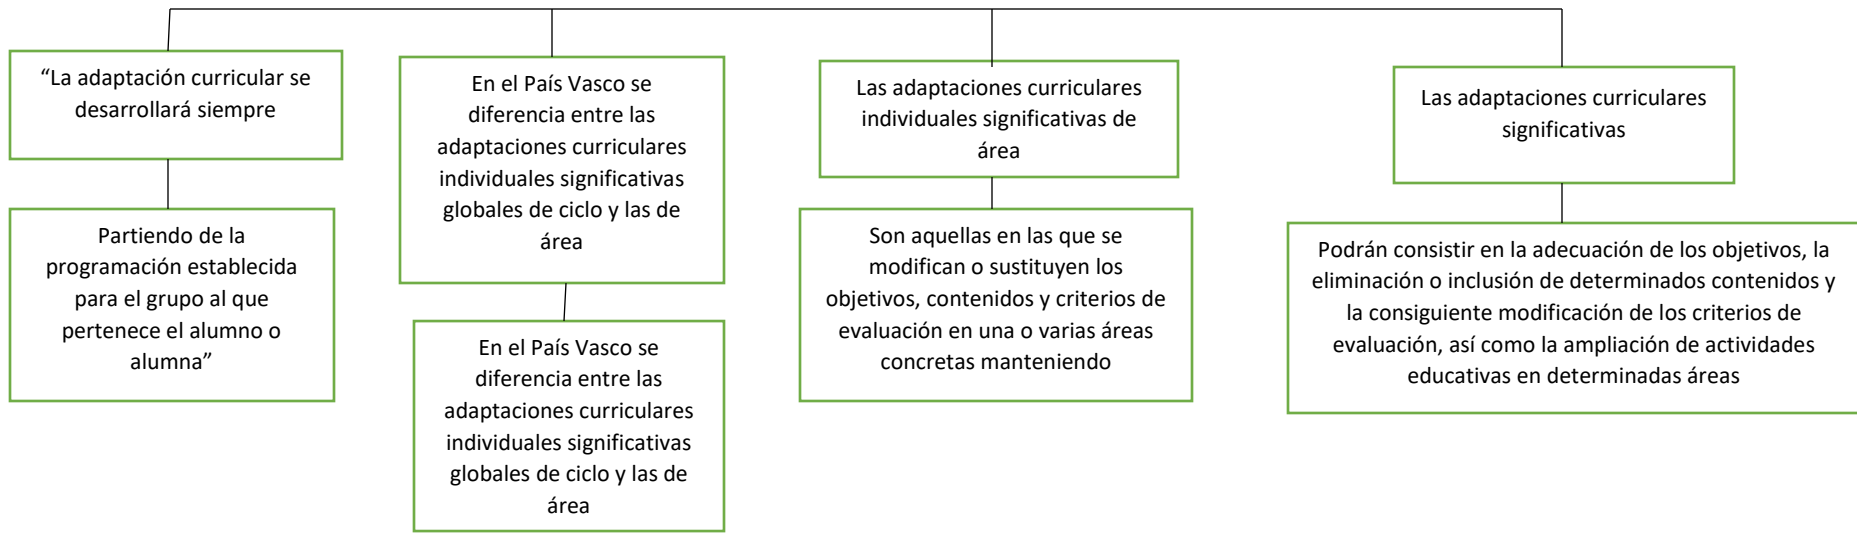 “La adaptación curricular se
desarrollará siempre
Partiendo de la
programación establecida
para el grupo al que
pertenece el alumno o
alumna”
En el País Vasco se
diferencia entre las
adaptaciones curriculares
individuales significativas
globales de ciclo y las de
área
En el País Vasco se
diferencia entre las
adaptaciones curriculares
individuales significativas
globales de ciclo y las de
área
Las adaptaciones curriculares
individuales significativas de
área
Son aquellas en las que se
modifican o sustituyen los
objetivos, contenidos y criterios de
evaluación en una o varias áreas
concretas manteniendo
Las adaptaciones curriculares
significativas
Podrán consistir en la adecuación de los objetivos, la
eliminación o inclusión de determinados contenidos y
la consiguiente modificación de los criterios de
evaluación, así como la ampliación de actividades
educativas en determinadas áreas